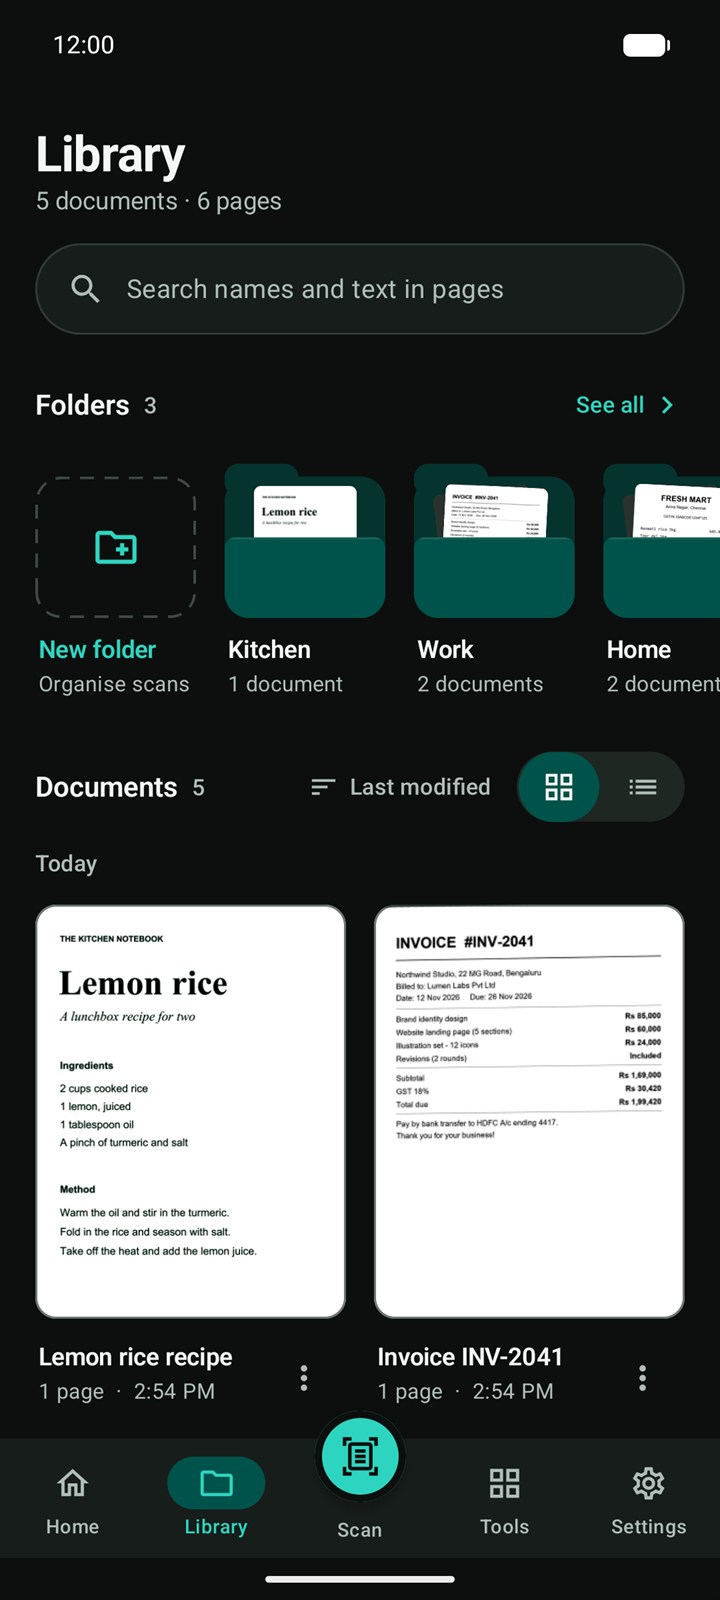 12:00
Library
5 documents · 6 pages
Search names and text in pages
Folders 3
See all
THE KITCHEN NOTEBOOK
Lemon rice
A lunchbox recipe for two
INVOICE #INV-2041
FRESH MART
Anna Nagar, Chennai
New folder
Organise scans
Kitchen
1 document
Work
2 documents
Home
2 document
Documents 5
Last modified
Today
THE KITCHEN NOTEBOOK
Lemon rice
A lunchbox recipe for two
Ingredients
2 cups cooked rice
1 lemon, juiced
1 tablespoon oil
A pinch of turmeric and salt
Method
Warm the oil and stir in the turmeric.
Fold in the rice and season with salt.
Take off the heat and add the lemon juice.
INVOICE #INV-2041
Northwind Studio, 22 MG Road, Bengaluru
Billed to: Lumen Labs Pvt Ltd
Date: 12 Nov 2026 Due: 26 Nov 2026
Brand identity design Rs 85,000
Website landing page (5 sections) Rs 60,000
Illustration set - 12 icons Rs 24,000
Revisions (2 rounds) Included
Subtotal Rs 1,69,000
GST 18% Rs 30,420
Total due Rs 1,99,420
Pay by bank transfer to HDFC A/c ending 4417.
Thank you for your business!
Lemon rice recipe
1 page · 2:54 PM
Invoice INV-2041
1 page · 2:54 PM
Home
Library
Scan
Tools
Settings